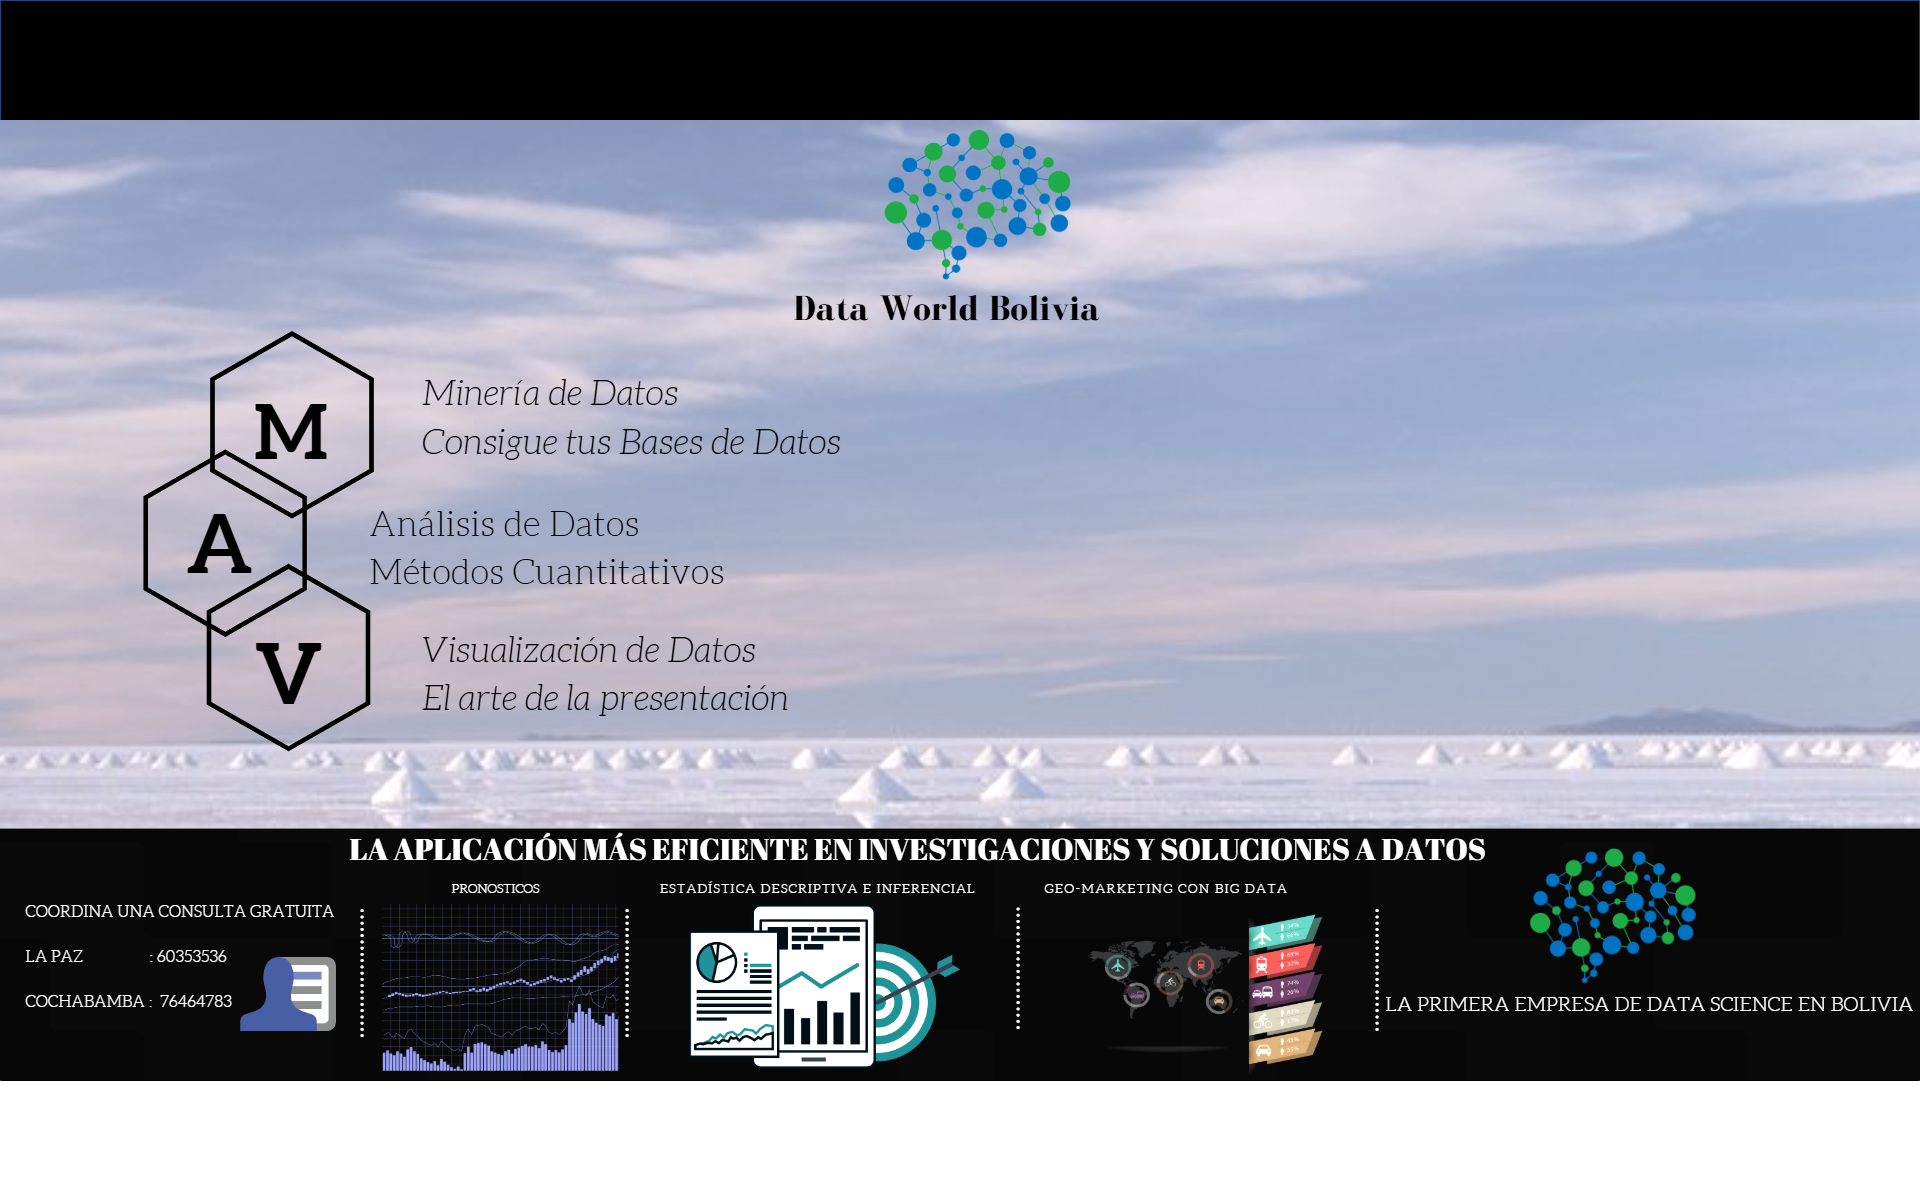 Data World Bolivia
M
Minería de Datos
Consigue tus Bases de Datos
A
Análisis de Datos
Métodos Cuantitativos
V
Visualización de Datos
El arte de la presentación
LA APLICACIÓN MÁS EFICIENTE EN INVESTIGACIONES Y SOLUCIONES A DATOS
COORDINA UNA CONSULTA GRATUITA
LA PAZ : 60353536
COCHABAMBA : 76464783
PRONOSTICOS
ESTADÍSTICA DESCRIPTIVA E INFERENCIAL
GEO-MARKETING CON BIG DATA
LA PRIMERA EMPRESA DE DATA SCIENCE EN BOLIVIA